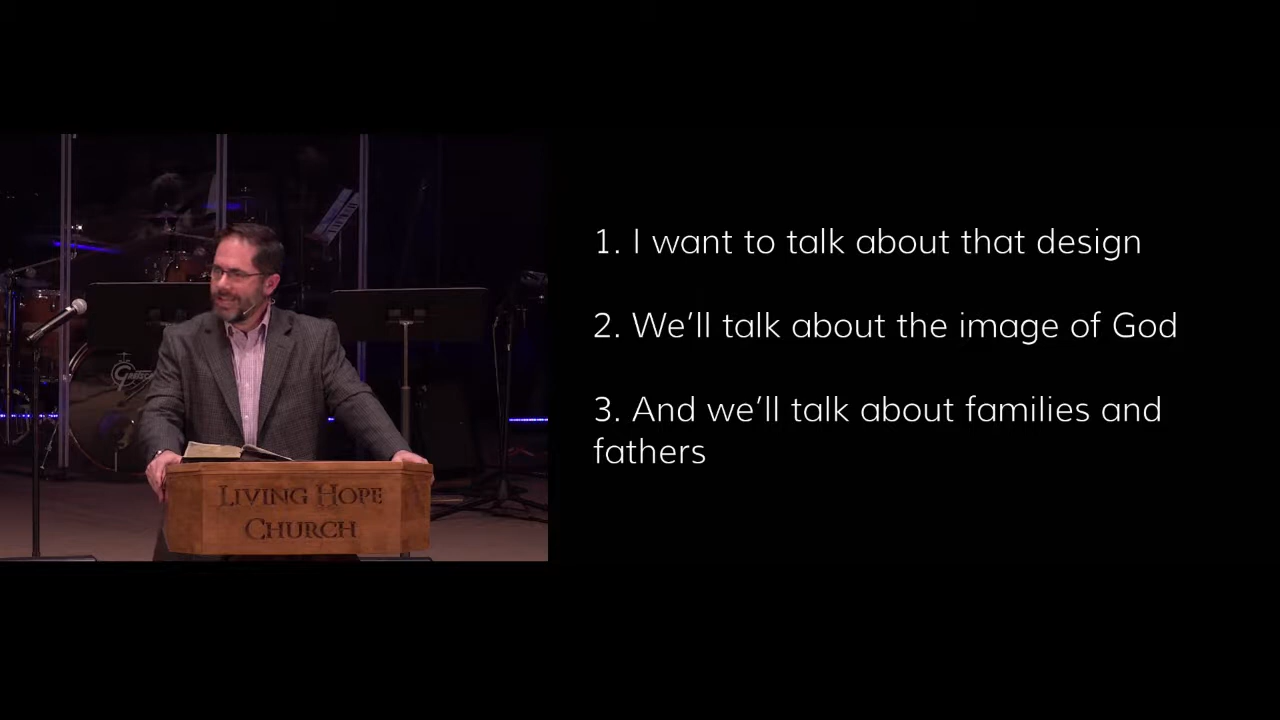 1. I want to talk about that design
2. We'll talk about the image of God
3. And we'll talk about families and
fathers
LIVING HOPE
CHURCH
GRETSCH